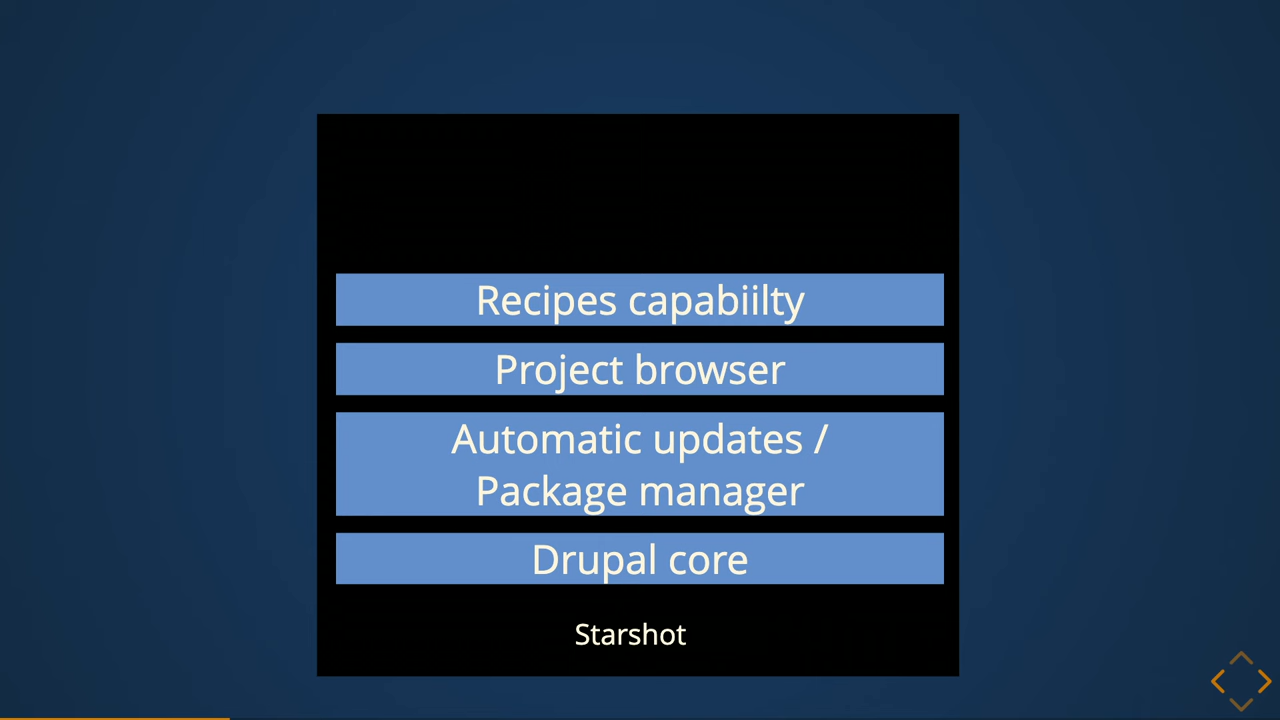 Recipes capabiilty
Project browser
Automatic updates /
Package manager
Drupal core
Starshot